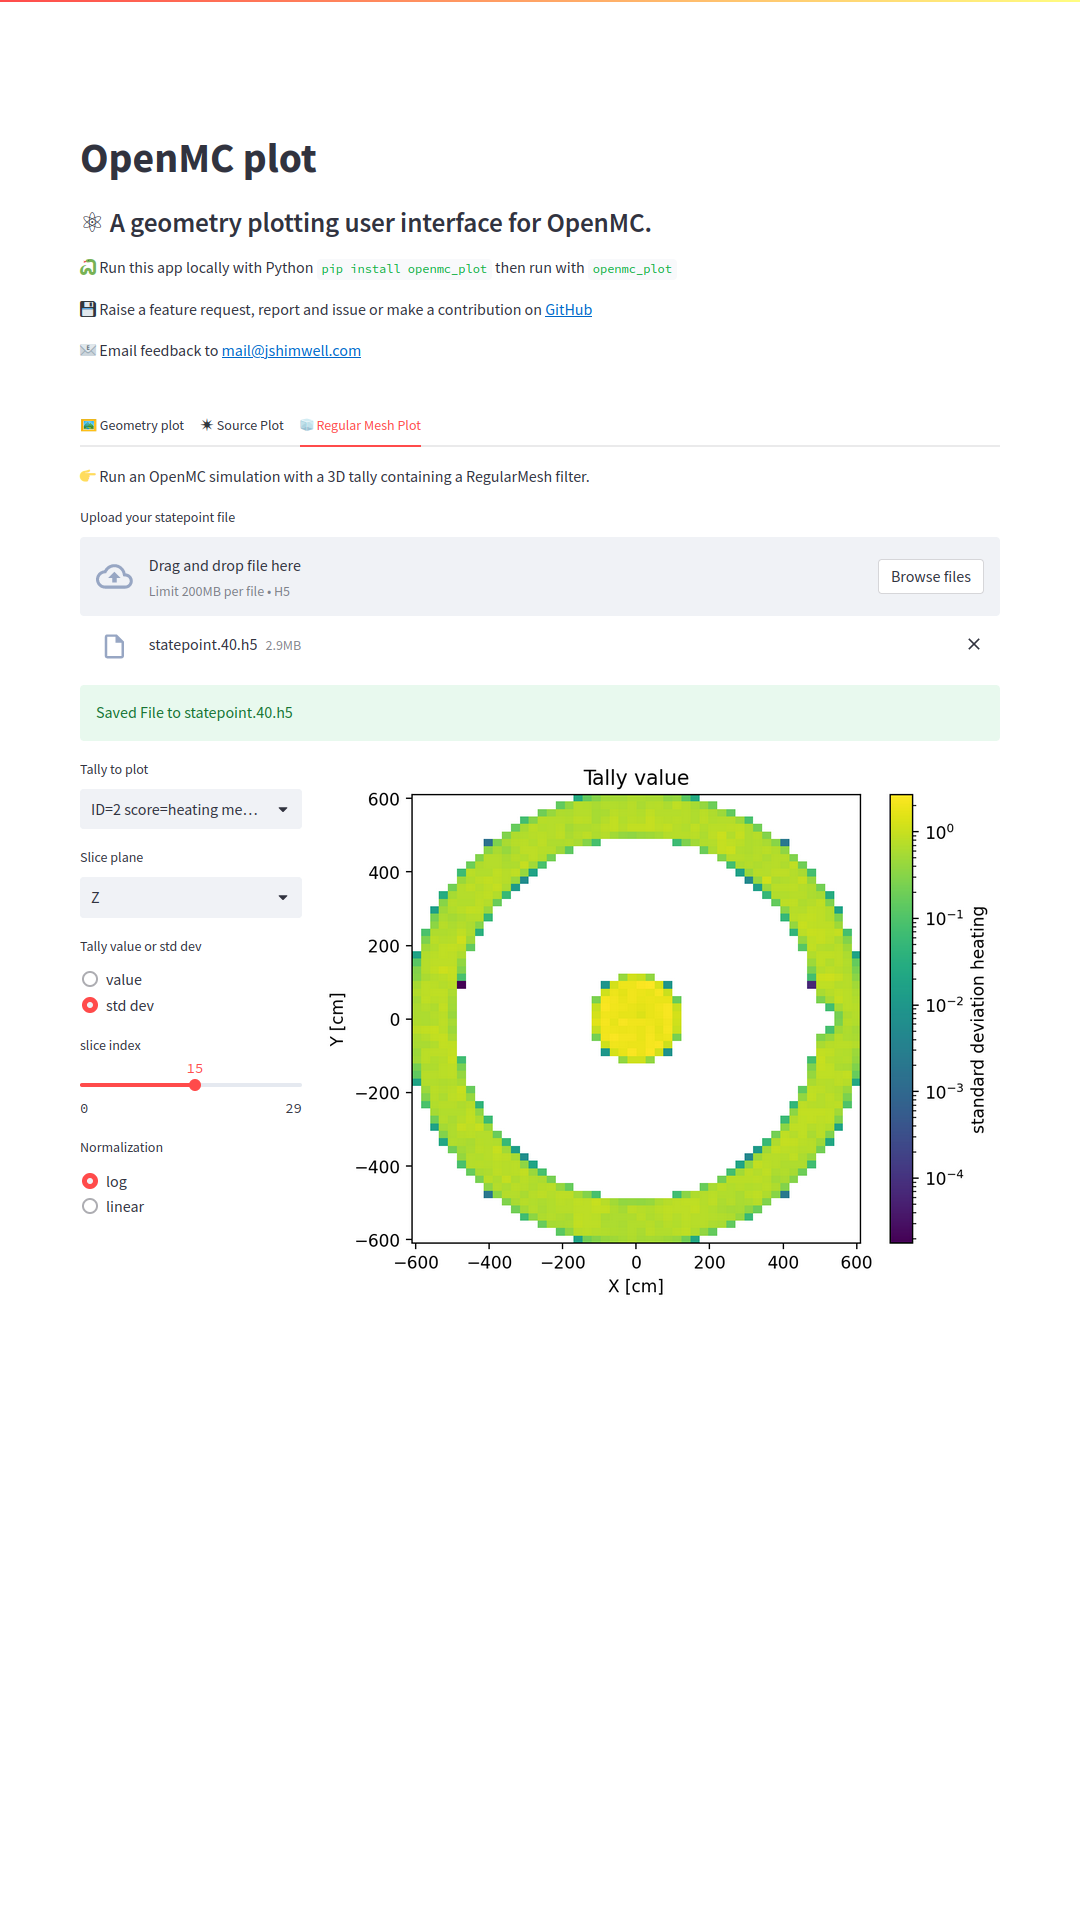 OpenMC plot
⚛ A geometry plotting user interface for OpenMC.
🐍 Run this app locally with Python pip install openmc_plot then run with openmc_plot
💾 Raise a feature request, report and issue or make a contribution on GitHub
📧 Email feedback to mail@jshimwell.com
Geometry plot Source Plot Regular Mesh Plot
👉 Run an OpenMC simulation with a 3D tally containing a RegularMesh filter.
Upload your statepoint file
Drag and drop file here
Limit 200MB per file • H5
Browse files
statepoint.40.h5 2.9MB
Saved File to statepoint.40.h5
Tally to plot
ID=2 score=heating me…
Slice plane
Z
Tally value or std dev
value
std dev
slice index
15
0 29
Normalization
log
linear
Tally value
600
400
200
0
−200
−400
−600
Y [cm]
−600 −400 −200 0 200 400 600
X [cm]
10⁰
10⁻¹
10⁻²
10⁻³
10⁻⁴
standard deviation heating